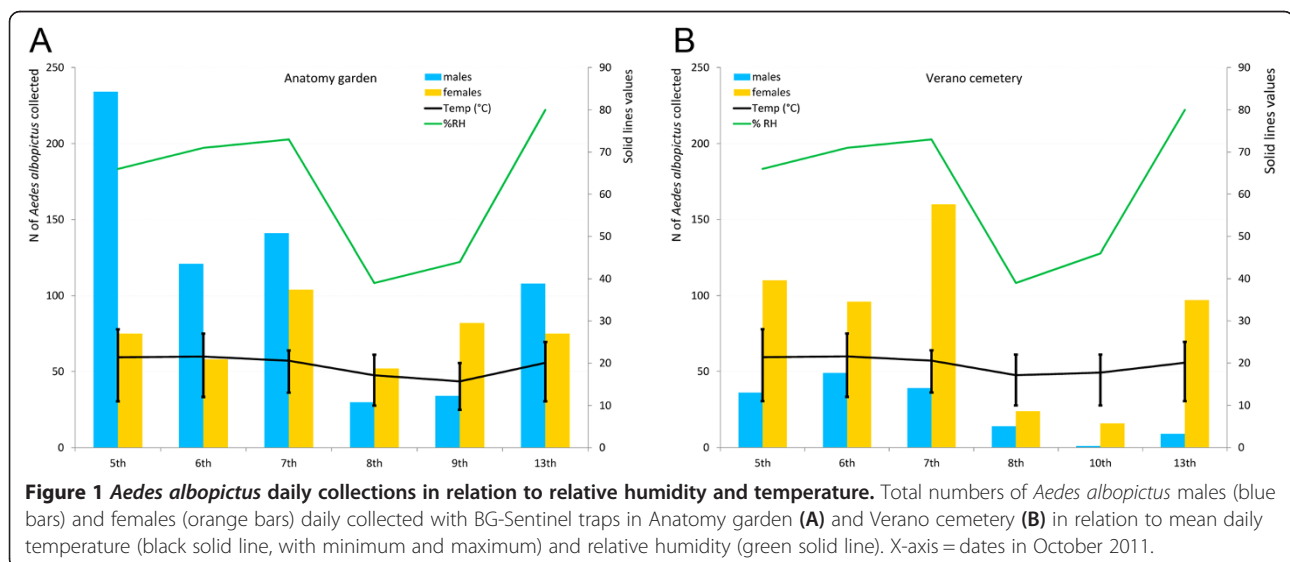 A
Anatomy garden
males
females
Temp (°C)
%RH
N of Aedes albopictus collected
250
200
150
100
50
0
Solid lines values
90
80
70
60
50
40
30
20
10
0
5th 6th 7th 8th 9th 13th
B
Verano cemetery
males
females
Temp (°C)
% RH
N of Aedes albopictus collected
250
200
150
100
50
0
Solid lines values
90
80
70
60
50
40
30
20
10
0
5th 6th 7th 8th 10th 13th
Figure 1 Aedes albopictus daily collections in relation to relative humidity and temperature. Total numbers of Aedes albopictus males (blue
bars) and females (orange bars) daily collected with BG-Sentinel traps in Anatomy garden (A) and Verano cemetery (B) in relation to mean daily
temperature (black solid line, with minimum and maximum) and relative humidity (green solid line). X-axis = dates in October 2011.